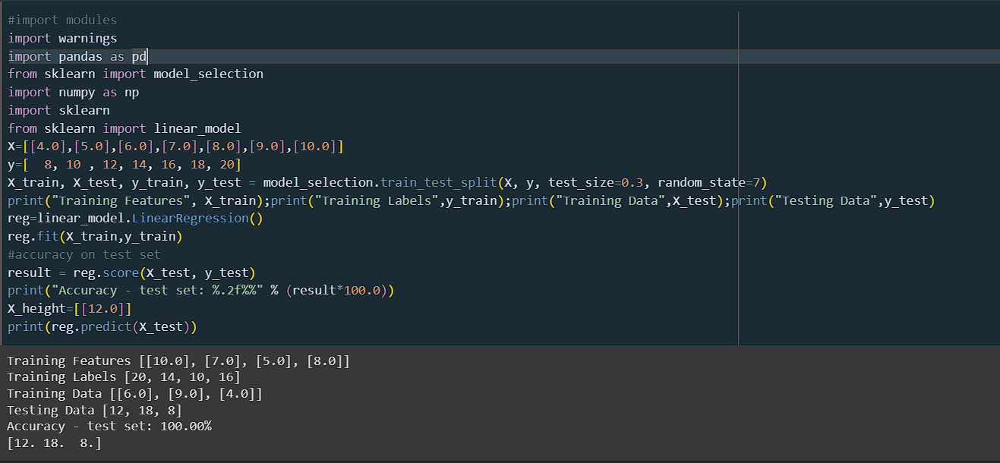 #import modules
import warnings
import pandas as pd
from sklearn import model_selection
import numpy as np
import sklearn
from sklearn import linear_model
X=[[4.0],[5.0],[6.0],[7.0],[8.0],[9.0],[10.0]]
y=[  8, 10 , 12, 14, 16, 18, 20]
X_train, X_test, y_train, y_test = model_selection.train_test_split(X, y, test_size=0.3, random_state=7)
print("Training Features", X_train);print("Training Labels",y_train);print("Training Data",X_test);print("Testing Data",y_test)
reg=linear_model.LinearRegression()
reg.fit(X_train,y_train)
#accuracy on test set
result = reg.score(X_test, y_test)
print("Accuracy - test set: %.2f%%" % (result*100.0))
X_height=[[12.0]]
print(reg.predict(X_test))
Training Features [[10.0], [7.0], [5.0], [8.0]]
Training Labels [20, 14, 10, 16]
Training Data [[6.0], [9.0], [4.0]]
Testing Data [12, 18, 8]
Accuracy - test set: 100.00%
[12. 18.  8.]